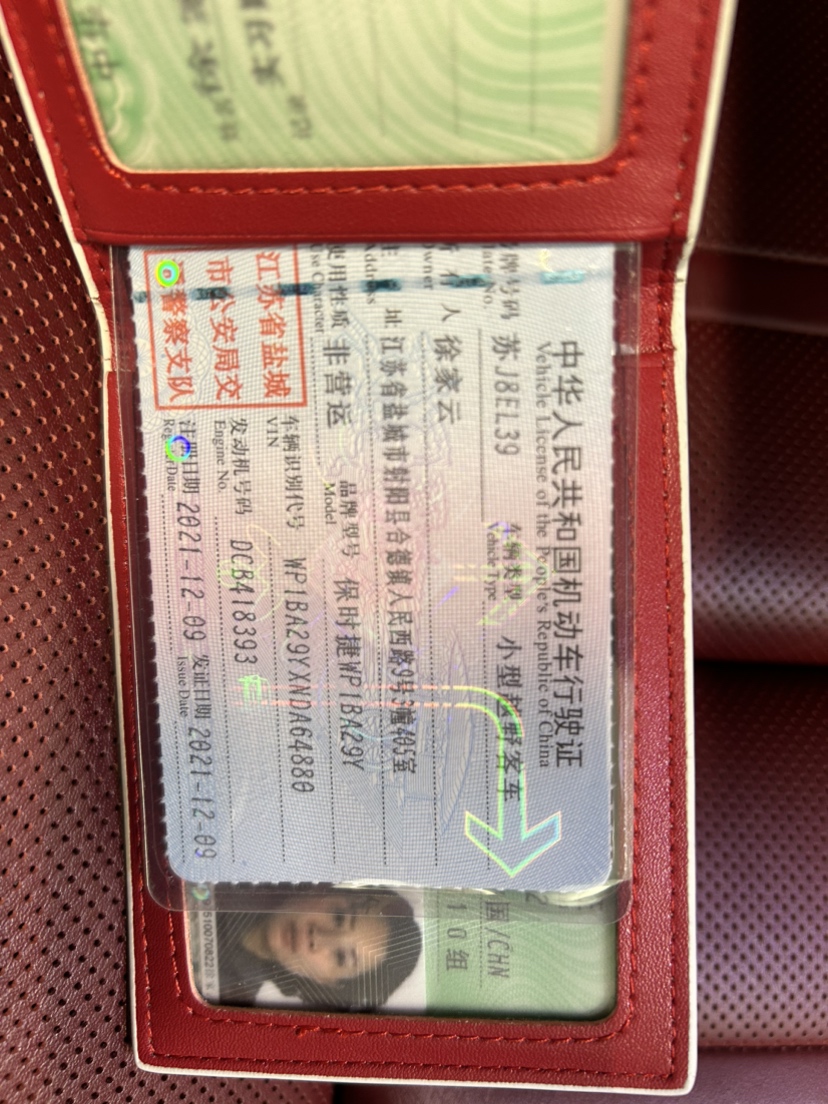 中华人民共和国机动车行驶证
Vehicle License of the People's Republic of China
号牌号码 苏J8EL39 车辆类型 小型越野客车
Plate No. Vehicle Type
所有人 徐家云
Owner
住址 江苏省盐城市射阳县合德镇人民西路9号3幢405室
Address
使用性质 非营运 品牌型号 保时捷WP1BA29Y
Use Character Model
江苏省盐城
市公安局交
通警察支队
车辆识别代号 WP1BA29YXNDA64880
VIN
发动机号码 DCB418393
Engine No.
注册日期 2021-12-09 发证日期 2021-12-09
Register Date Issue Date
国/CHN
10组